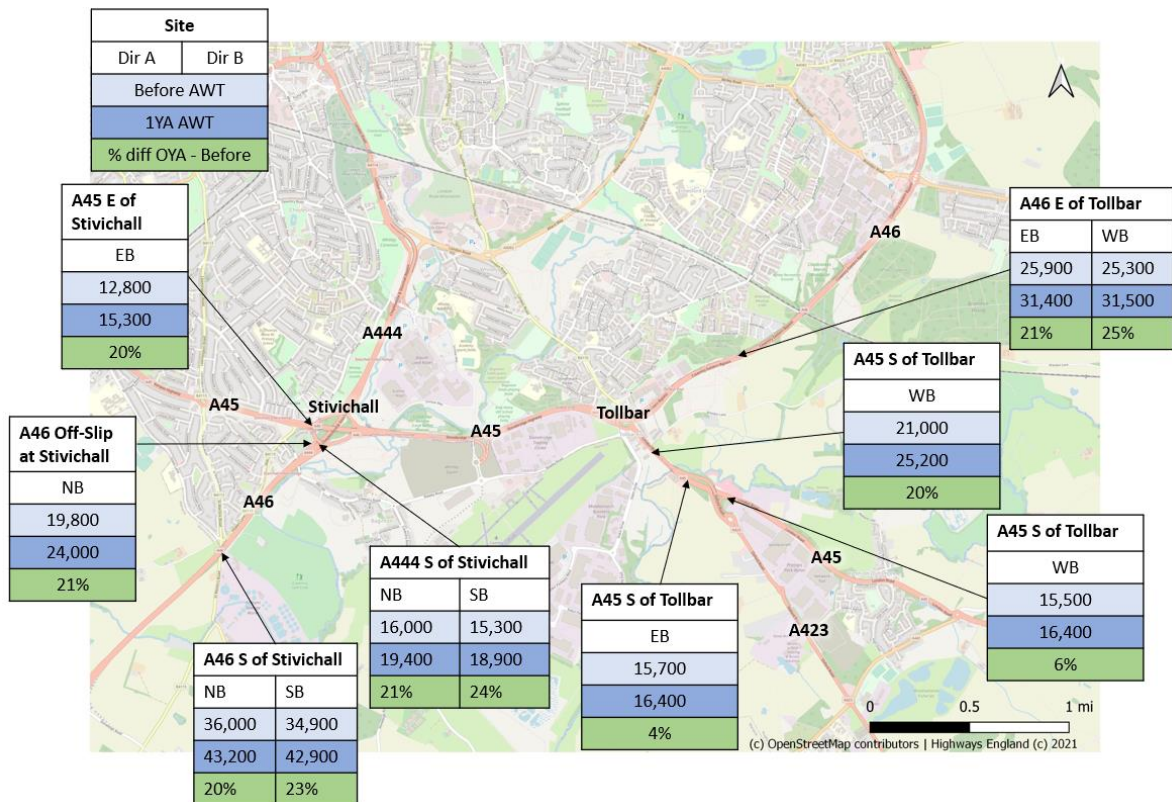 Site
Dir A Dir B
Before AWT
1YA AWT
% diff OYA - Before
A45 E of
Stivichall
EB
12,800
15,300
20%
A46 E of Tollbar
EB WB
25,900 25,300
31,400 31,500
21% 25%
A46
A444
A45 S of Tollbar
WB
21,000
25,200
20%
A45
Stivichall
Tollbar
A45
A46 Off-Slip
at Stivichall
NB
19,800
24,000
21%
A46
A444 S of Stivichall
NB SB
16,000 15,300
19,400 18,900
21% 24%
A45 S of Tollbar
EB
15,700
16,400
4%
A45
A423
A45 S of Tollbar
WB
15,500
16,400
6%
A46 S of Stivichall
NB SB
36,000 34,900
43,200 42,900
20% 23%
0 0.5 1 mi
(c) OpenStreetMap contributors | Highways England (c) 2021